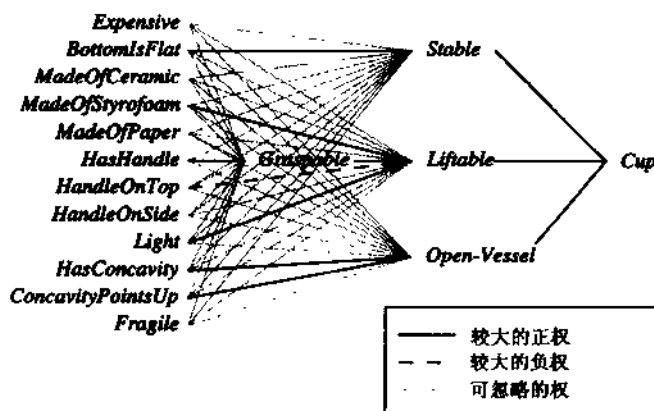 Expensive
BottomIsFlat
Stable
MadeOfCeramic
MadeOfStyrofoam
MadeOfPaper
HasHandle
Graspable
Liftable
Cup
HandleOnTop
HandleOnSide
Light
HasConcavity
Open-Vessel
ConcavityPointsUp
Fragile
较大的正权
较大的负权
可忽略的权